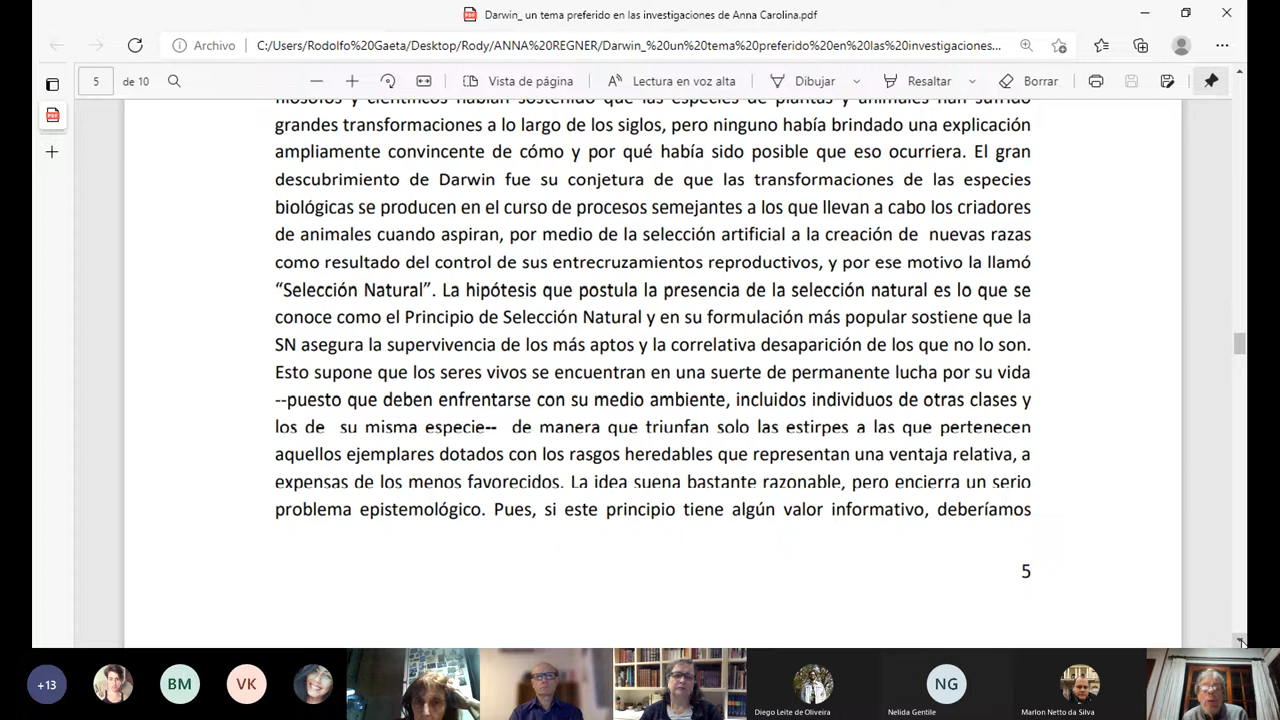 Darwin_ un tema preferido en las investigaciones de Anna Carolina.pdf
Archivo
C:/Users/Rodolfo%20Gaeta/Desktop/Rody/ANNA%20REGNER/Darwin_%20un%20tema%20preferido%20en%20las%20investigaciones...
5 de 10
Vista de página
Lectura en voz alta
Dibujar
Resaltar
Borrar
filósofos y científicos habían sostenido que las especies de plantas y animales han sufrido
grandes transformaciones a lo largo de los siglos, pero ninguno había brindado una explicación
ampliamente convincente de cómo y por qué había sido posible que eso ocurriera. El gran
descubrimiento de Darwin fue su conjetura de que las transformaciones de las especies
biológicas se producen en el curso de procesos semejantes a los que llevan a cabo los criadores
de animales cuando aspiran, por medio de la selección artificial a la creación de nuevas razas
como resultado del control de sus entrecruzamientos reproductivos, y por ese motivo la llamó
“Selección Natural”. La hipótesis que postula la presencia de la selección natural es lo que se
conoce como el Principio de Selección Natural y en su formulación más popular sostiene que la
SN asegura la supervivencia de los más aptos y la correlativa desaparición de los que no lo son.
Esto supone que los seres vivos se encuentran en una suerte de permanente lucha por su vida
--puesto que deben enfrentarse con su medio ambiente, incluidos individuos de otras clases y
los de su misma especie-- de manera que triunfan solo las estirpes a las que pertenecen
aquellos ejemplares dotados con los rasgos heredables que representan una ventaja relativa, a
expensas de los menos favorecidos. La idea suena bastante razonable, pero encierra un serio
problema epistemológico. Pues, si este principio tiene algún valor informativo, deberíamos
5
+13
BM
VK
Diego Leite de Oliveira
NG
Nelida Gentile
Marlon Netto da Silva